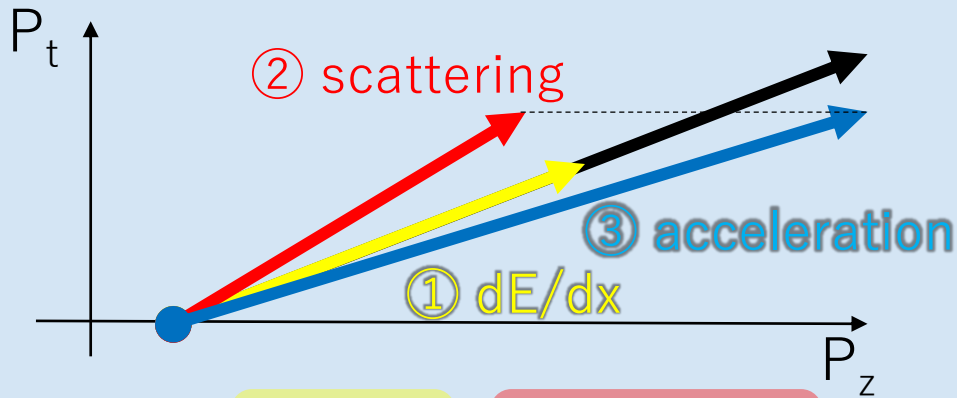 Pt
② scattering
③ acceleration
① dE/dx
Pz